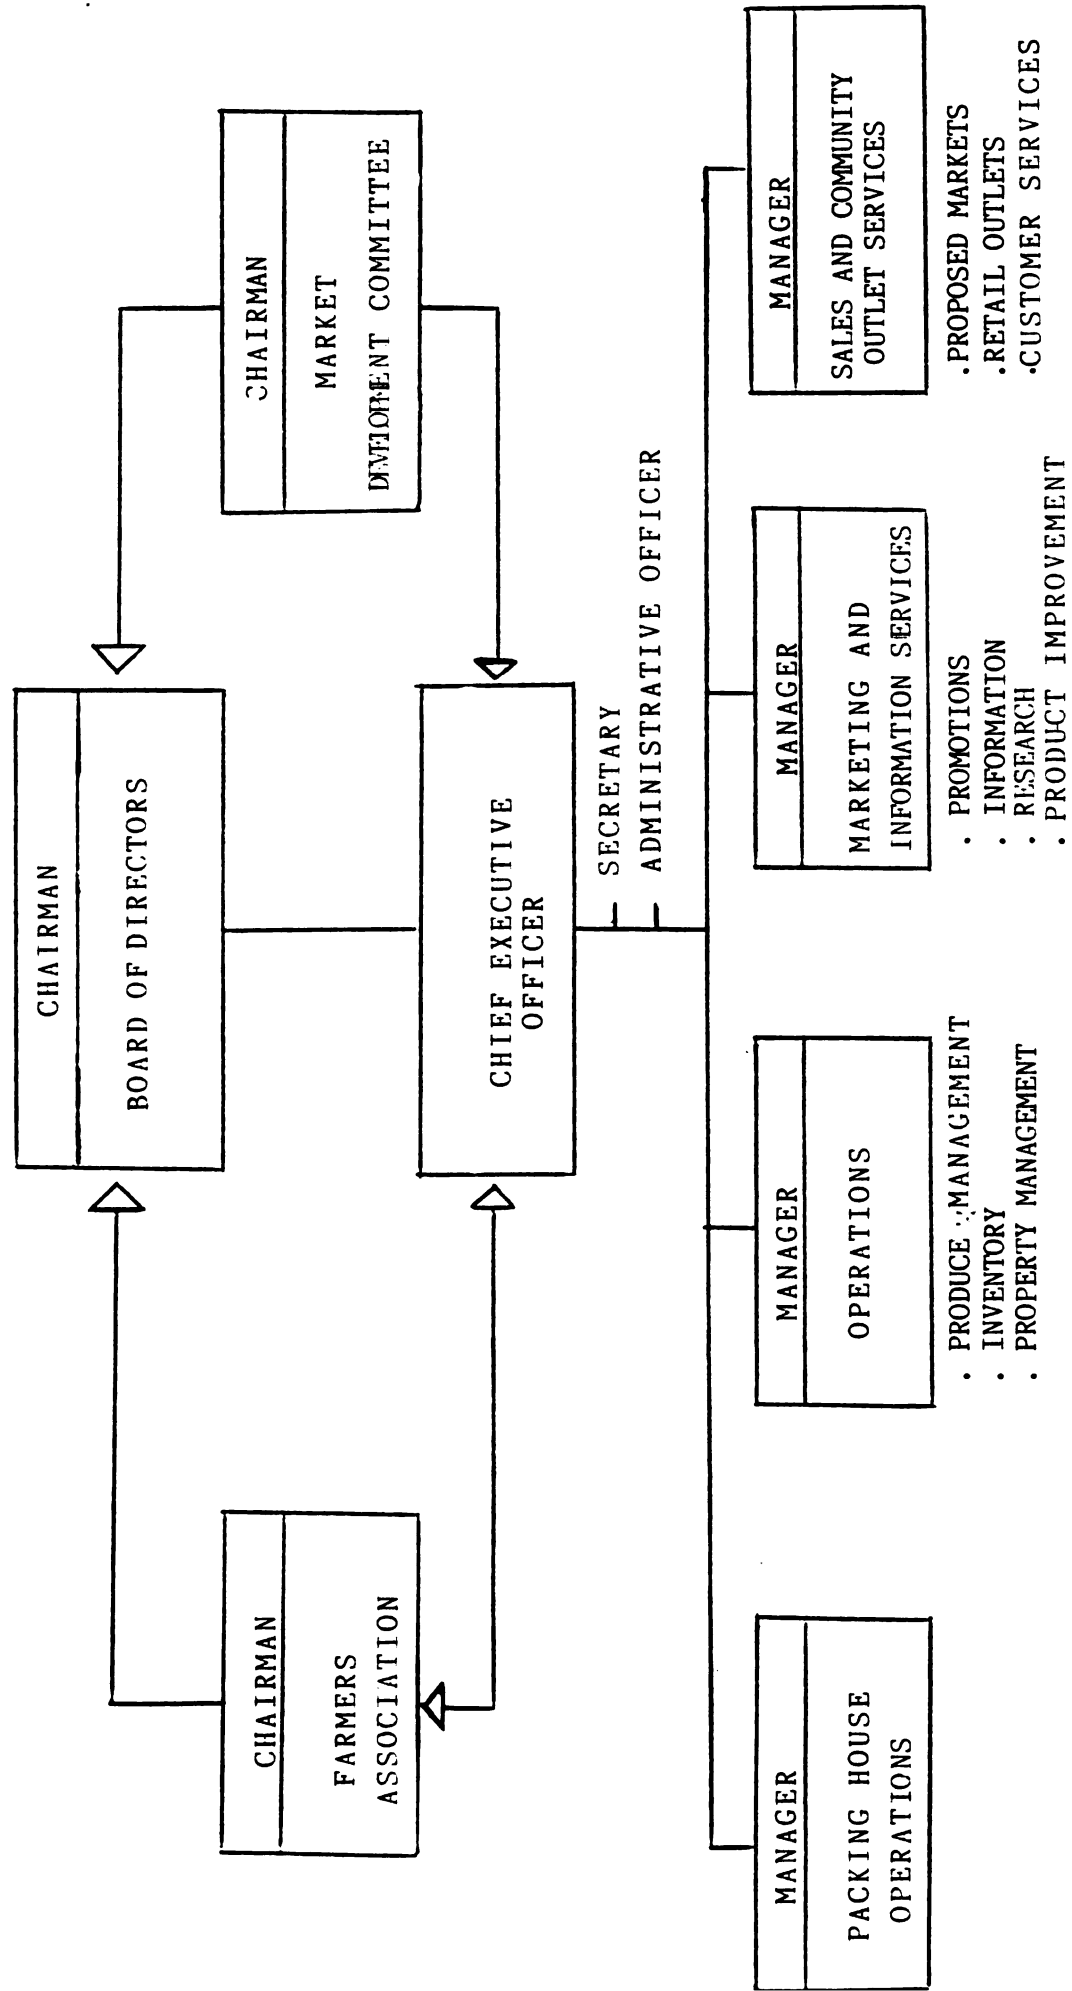 CHAIRMAN
BOARD OF DIRECTORS
CHAIRMAN
FARMERS
ASSOCIATION
CHAIRMAN
MARKET
DEVELOPMENT COMMITTEE
CHIEF EXECUTIVE
OFFICER
SECRETARY
ADMINISTRATIVE OFFICER
MANAGER
PACKING HOUSE
OPERATIONS
MANAGER
OPERATIONS
. PRODUCE MANAGEMENT
. INVENTORY
. PROPERTY MANAGEMENT
MANAGER
MARKETING AND
INFORMATION SERVICES
. PROMOTIONS
. INFORMATION
. RESEARCH
. PRODUCT IMPROVEMENT
MANAGER
SALES AND COMMUNITY
OUTLET SERVICES
.PROPOSED MARKETS
.RETAIL OUTLETS
.CUSTOMER SERVICES